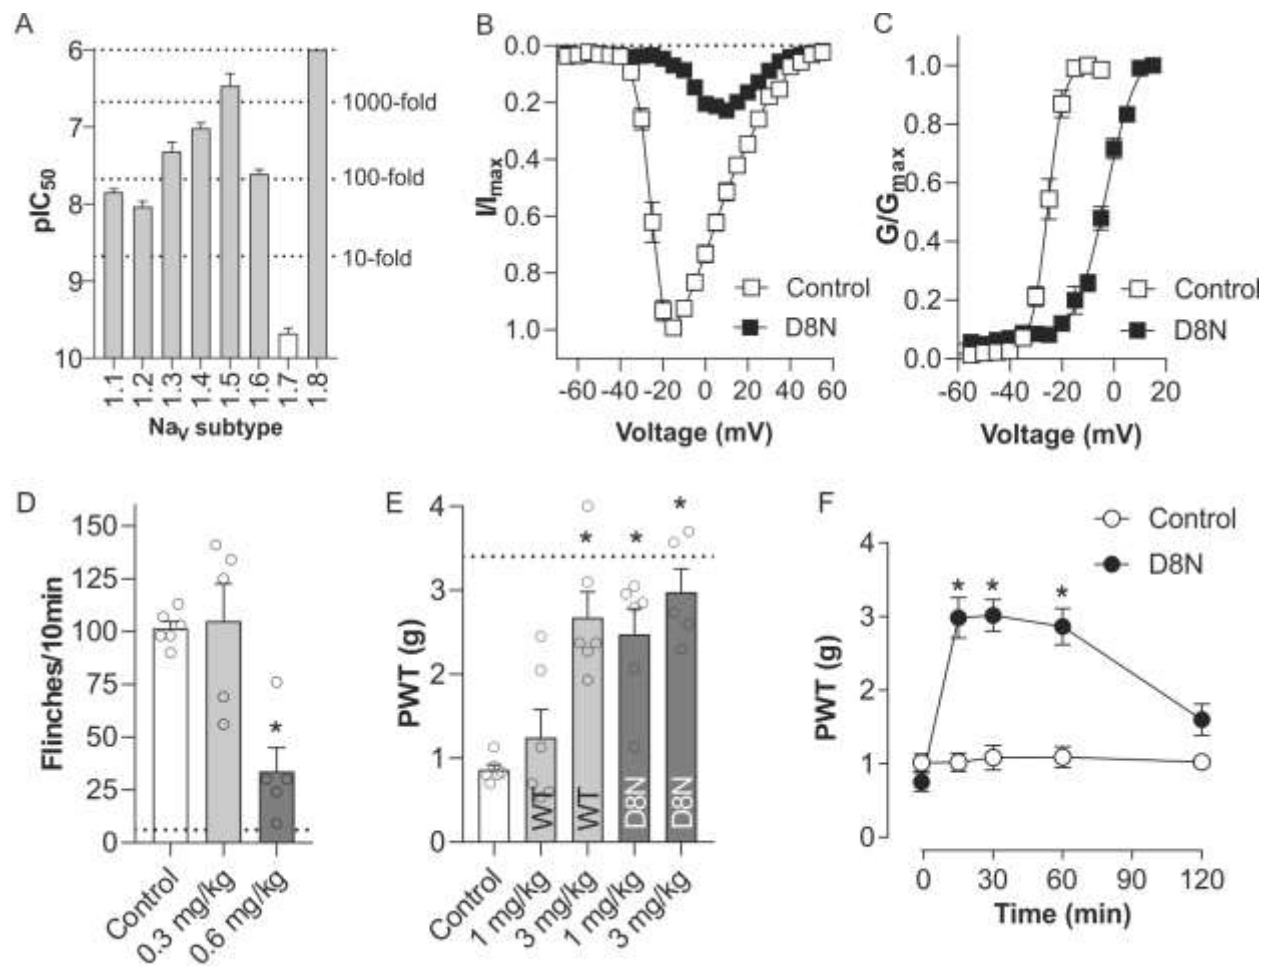 A
6
7
8
9
10
pIC50
1000-fold
100-fold
10-fold
1.1
1.2
1.3
1.4
1.5
1.6
1.7
1.8
NaV subtype
B
0.0
0.2
0.4
0.6
0.8
1.0
I/Imax
Control
D8N
-60 -40 -20 0 20 40 60
Voltage (mV)
C
1.0
0.8
0.6
0.4
0.2
0.0
G/Gmax
Control
D8N
-60 -40 -20 0 20
Voltage (mV)
D
150
125
100
75
50
25
0
Flinches/10min
*
Control
0.3 mg/kg
0.6 mg/kg
E
4
3
2
1
0
PWT (g)
* * *
WT
WT
D8N
D8N
Control
1 mg/kg
3 mg/kg
1 mg/kg
3 mg/kg
F
Control
D8N
4
3
2
1
0
PWT (g)
* * *
0 30 60 90 120
Time (min)